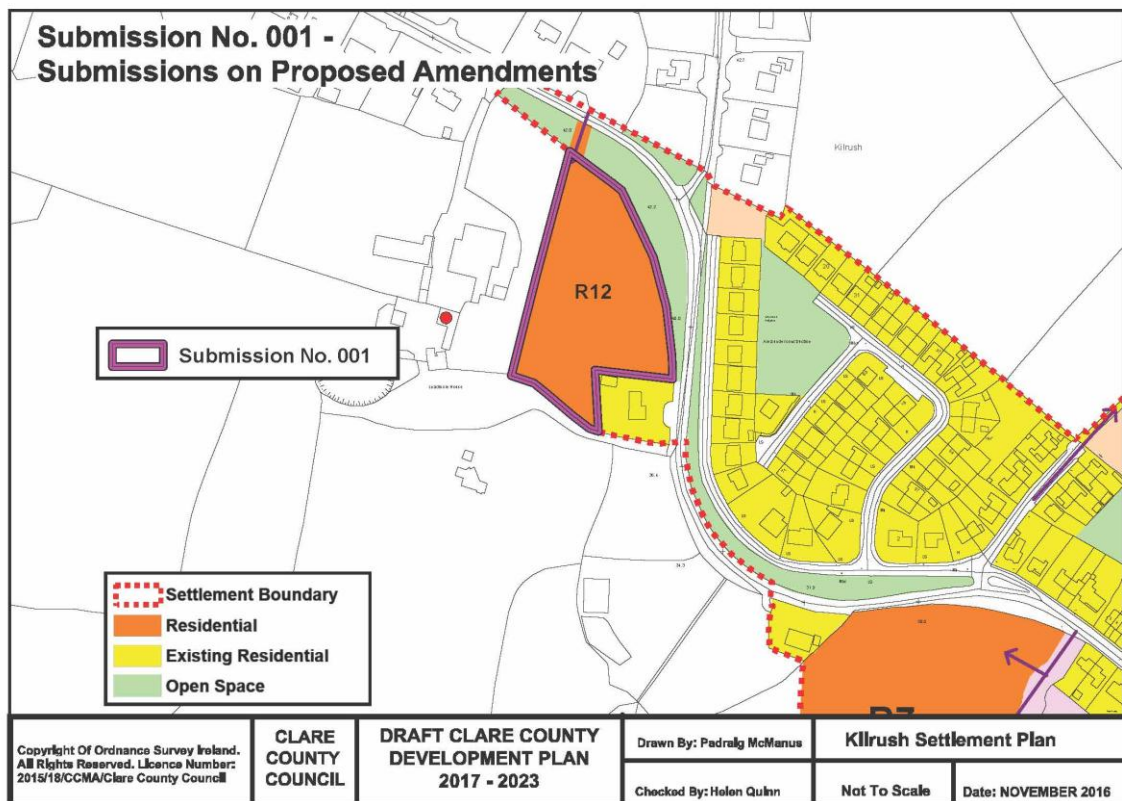 Submission No. 001 -
Submissions on Proposed Amendments
Kilrush
R12
Submission No. 001
Settlement Boundary
Residential
Existing Residential
Open Space
Copyright Of Ordnance Survey Ireland.
All Rights Reserved. Licence Number:
2015/18/CCMA/Clare County Council
CLARE
COUNTY
COUNCIL
DRAFT CLARE COUNTY
DEVELOPMENT PLAN
2017 - 2023
Drawn By: Padraig McManus
Checked By: Helen Quinn
Kilrush Settlement Plan
Not To Scale
Date: NOVEMBER 2016